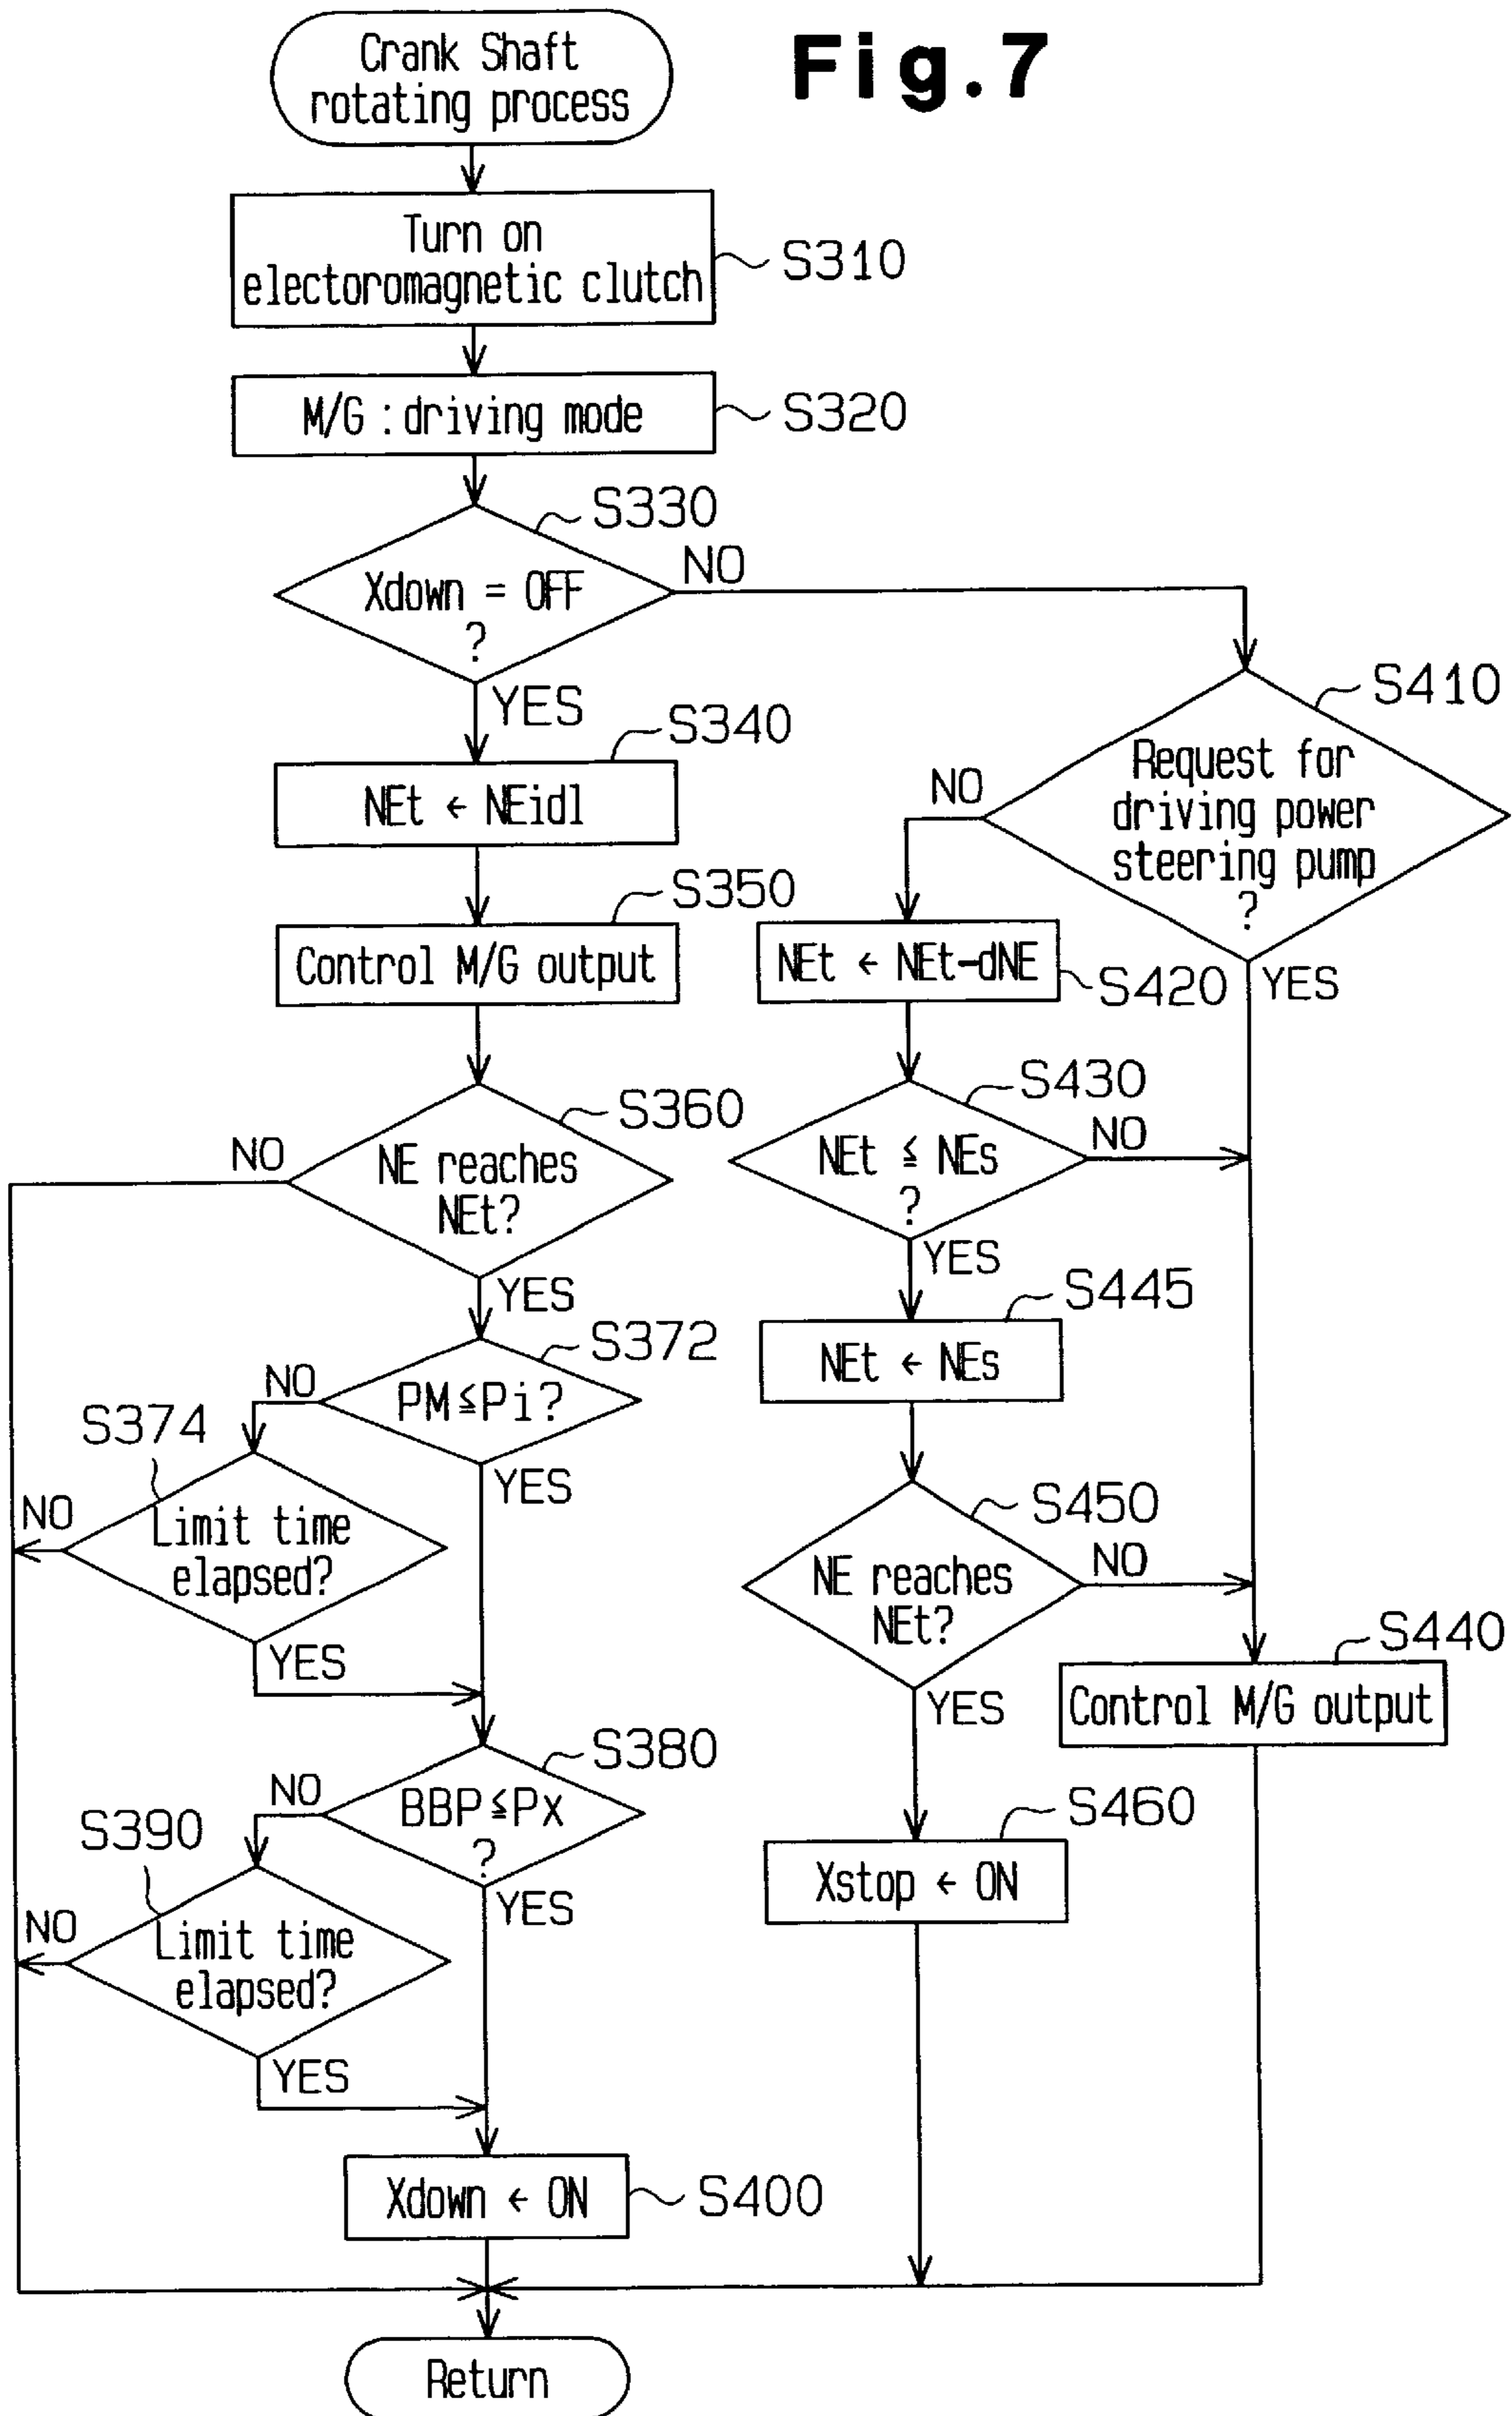 Fig.7
Crank Shaft
rotating process
Turn on
electoromagnetic clutch
S310
M/G : driving mode
S320
S330
Xdown = OFF
?
NO
YES
S340
NEt ← NEidl
S350
Control M/G output
S360
NE reaches
NEt?
NO
YES
S372
PM≦Pi?
NO
YES
S374
Limit time
elapsed?
NO
YES
S380
BBP≦Px
?
NO
YES
S390
Limit time
elapsed?
NO
YES
Xdown ← ON
S400
S410
Request for
driving power
steering pump
?
NO
YES
NEt ← NEt-dNE
S420
S430
NEt ≦ NEs
?
NO
YES
S445
NEt ← NEs
S450
NE reaches
NEt?
NO
YES
S440
Control M/G output
S460
Xstop ← ON
Return